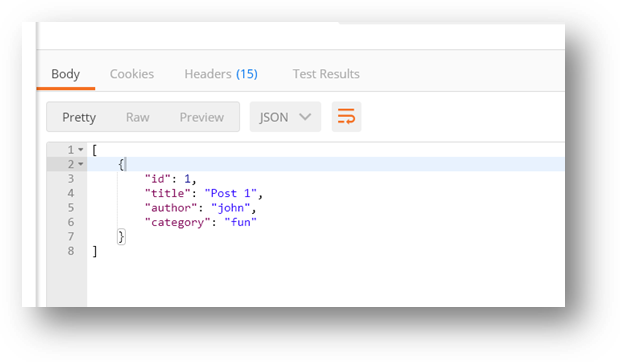 Body Cookies Headers (15) Test Results
Pretty Raw Preview JSON
1 [
2 {
3 "id": 1,
4 "title": "Post 1",
5 "author": "john",
6 "category": "fun"
7 }
8 ]